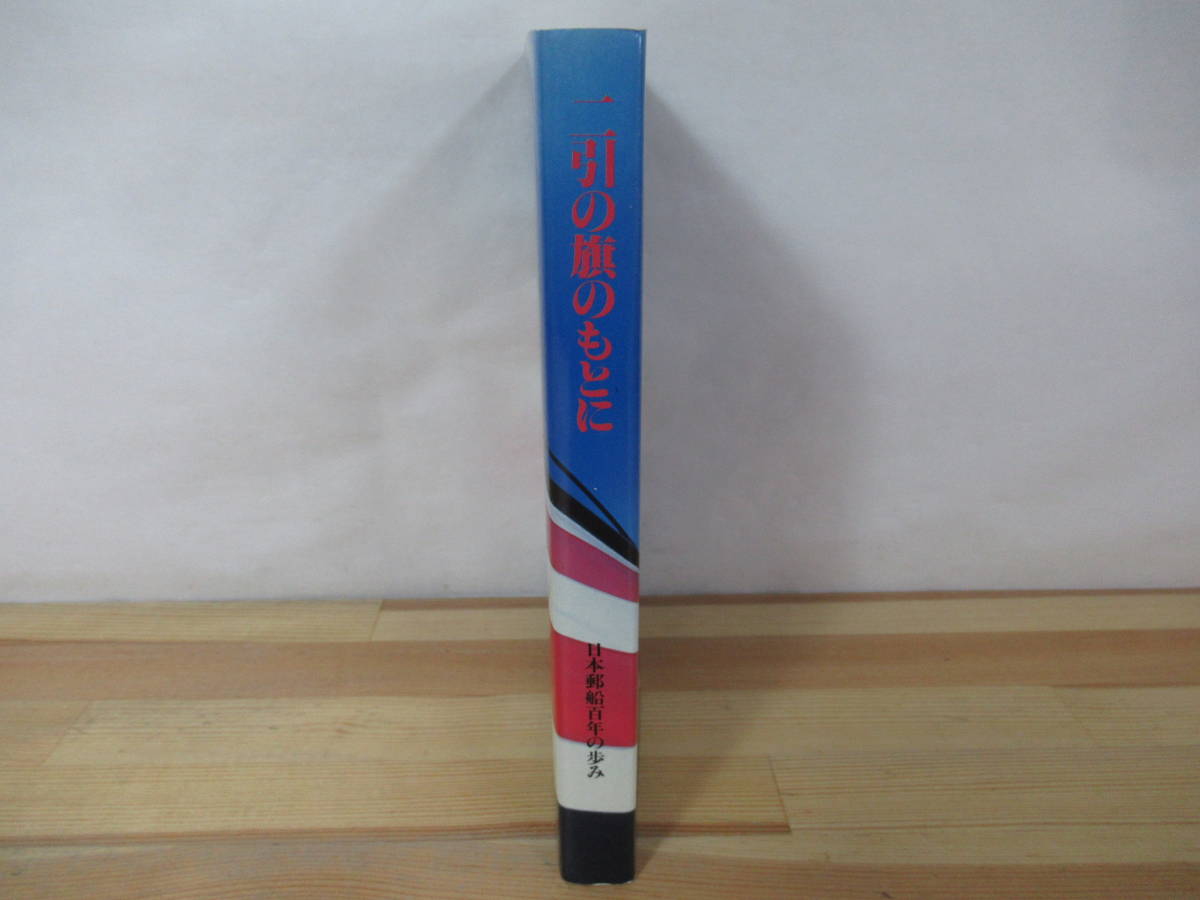 二引の旗のもとに
日本郵船百年の歩み